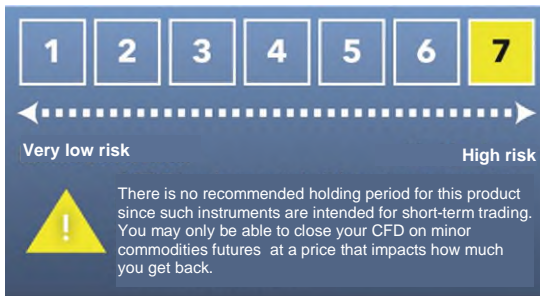 1 2 3 4 5 6 7
Very low risk High risk
!
There is no recommended holding period for this product
since such instruments are intended for short-term trading.
You may only be able to close your CFD on minor
commodities futures at a price that impacts how much
you get back.